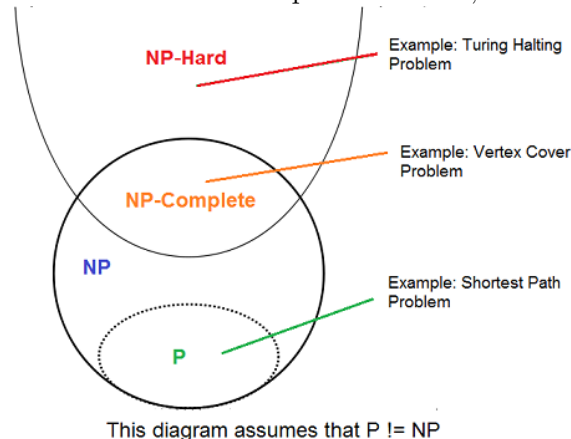 NP-Hard
Example: Turing Halting
Problem
NP-Complete
Example: Vertex Cover
Problem
NP
Example: Shortest Path
Problem
P
This diagram assumes that P != NP